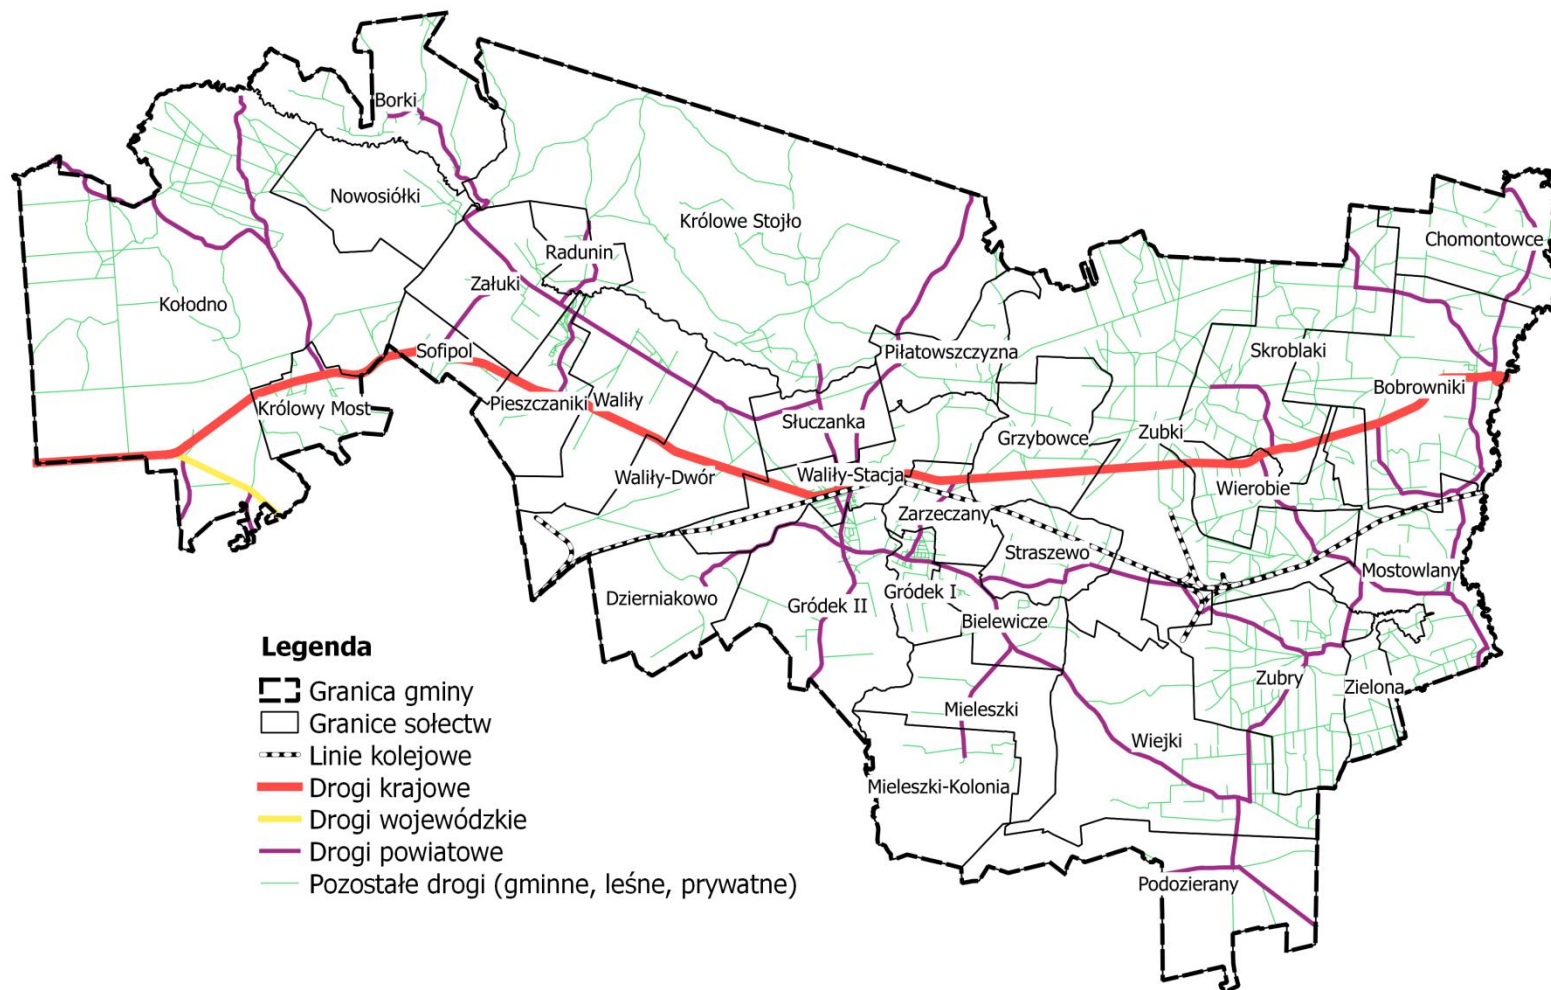 Borki
Nowosiółki
Królowe Stojło
Chomontowce
Radunin
Załuki
Kołodno
Sofipol
Piłatowszczyzna
Skroblaki
Bobrowniki
Królowy Most
Pieszczaniki
Waliły
Słuczanka
Grzybowce
Zubki
Waliły-Dwór
Waliły-Stacja
Wierobie
Zarzeczany
Straszewo
Mostowlany
Dzierniakowo
Gródek II
Gródek I
Bielewicze
Zubry
Zielona
Mieleszki
Wiejki
Mieleszki-Kolonia
Podozierany
Legenda
Granica gminy
Granice sołectw
Linie kolejowe
Drogi krajowe
Drogi wojewódzkie
Drogi powiatowe
Pozostałe drogi (gminne, leśne, prywatne)